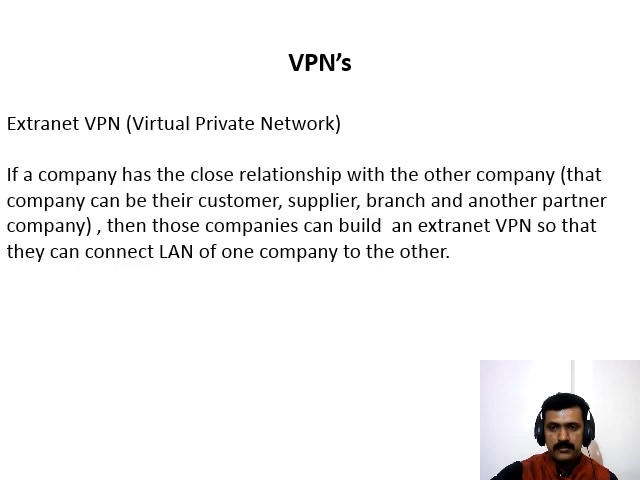 VPN’s
Extranet VPN (Virtual Private Network)
If a company has the close relationship with the other company (that
company can be their customer, supplier, branch and another partner
company) , then those companies can build  an extranet VPN so that
they can connect LAN of one company to the other.